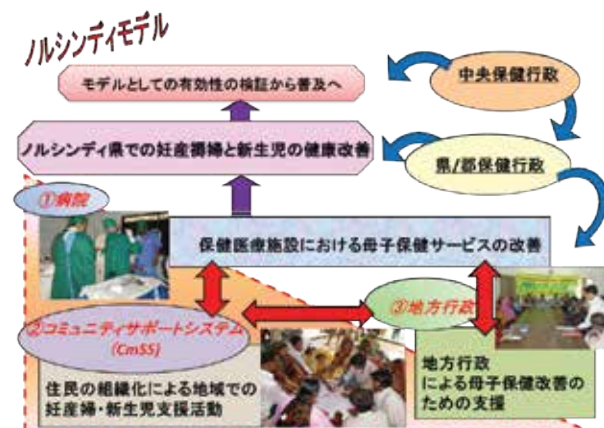 ノルシンディモデル
モデルとしての有効性の検証から普及へ
中央保健行政
ノルシンディ県での妊産褥婦と新生児の健康改善
県/郡保健行政
①病院
保健医療施設における母子保健サービスの改善
②コミュニティサポートシステム
(CmSS)
③地方行政
住民の組織化による地域での
妊産婦・新生児支援活動
地方行政
による母子保健改善の
ための支援